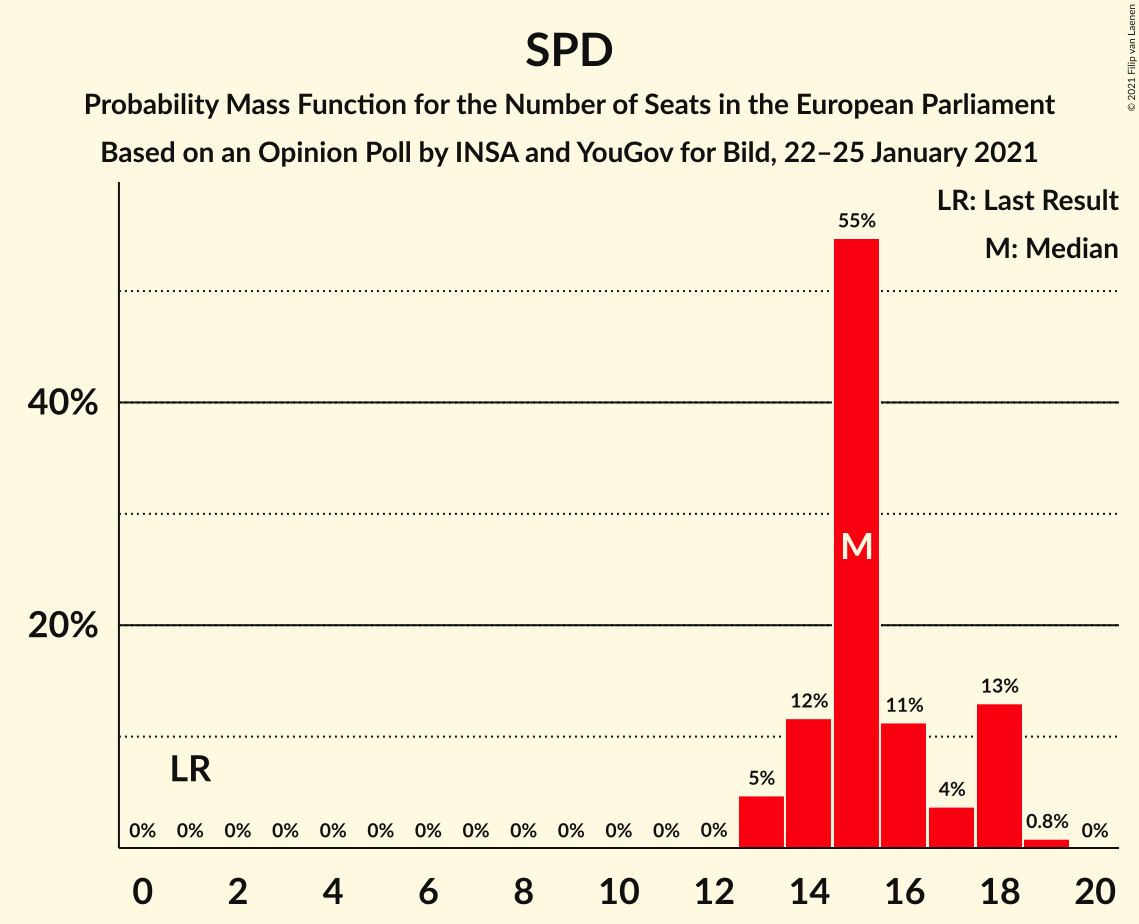 SPD
Probability Mass Function for the Number of Seats in the European Parliament
Based on an Opinion Poll by INSA and YouGov for Bild, 22–25 January 2021
© 2021 Filip van Laenen
LR: Last Result
M: Median
55%
40%
M
20%
13%
12%
11%
LR
5%
4%
0.8%
0% 0% 0% 0% 0% 0% 0% 0% 0% 0% 0% 0% 0% 0%
0 2 4 6 8 10 12 14 16 18 20